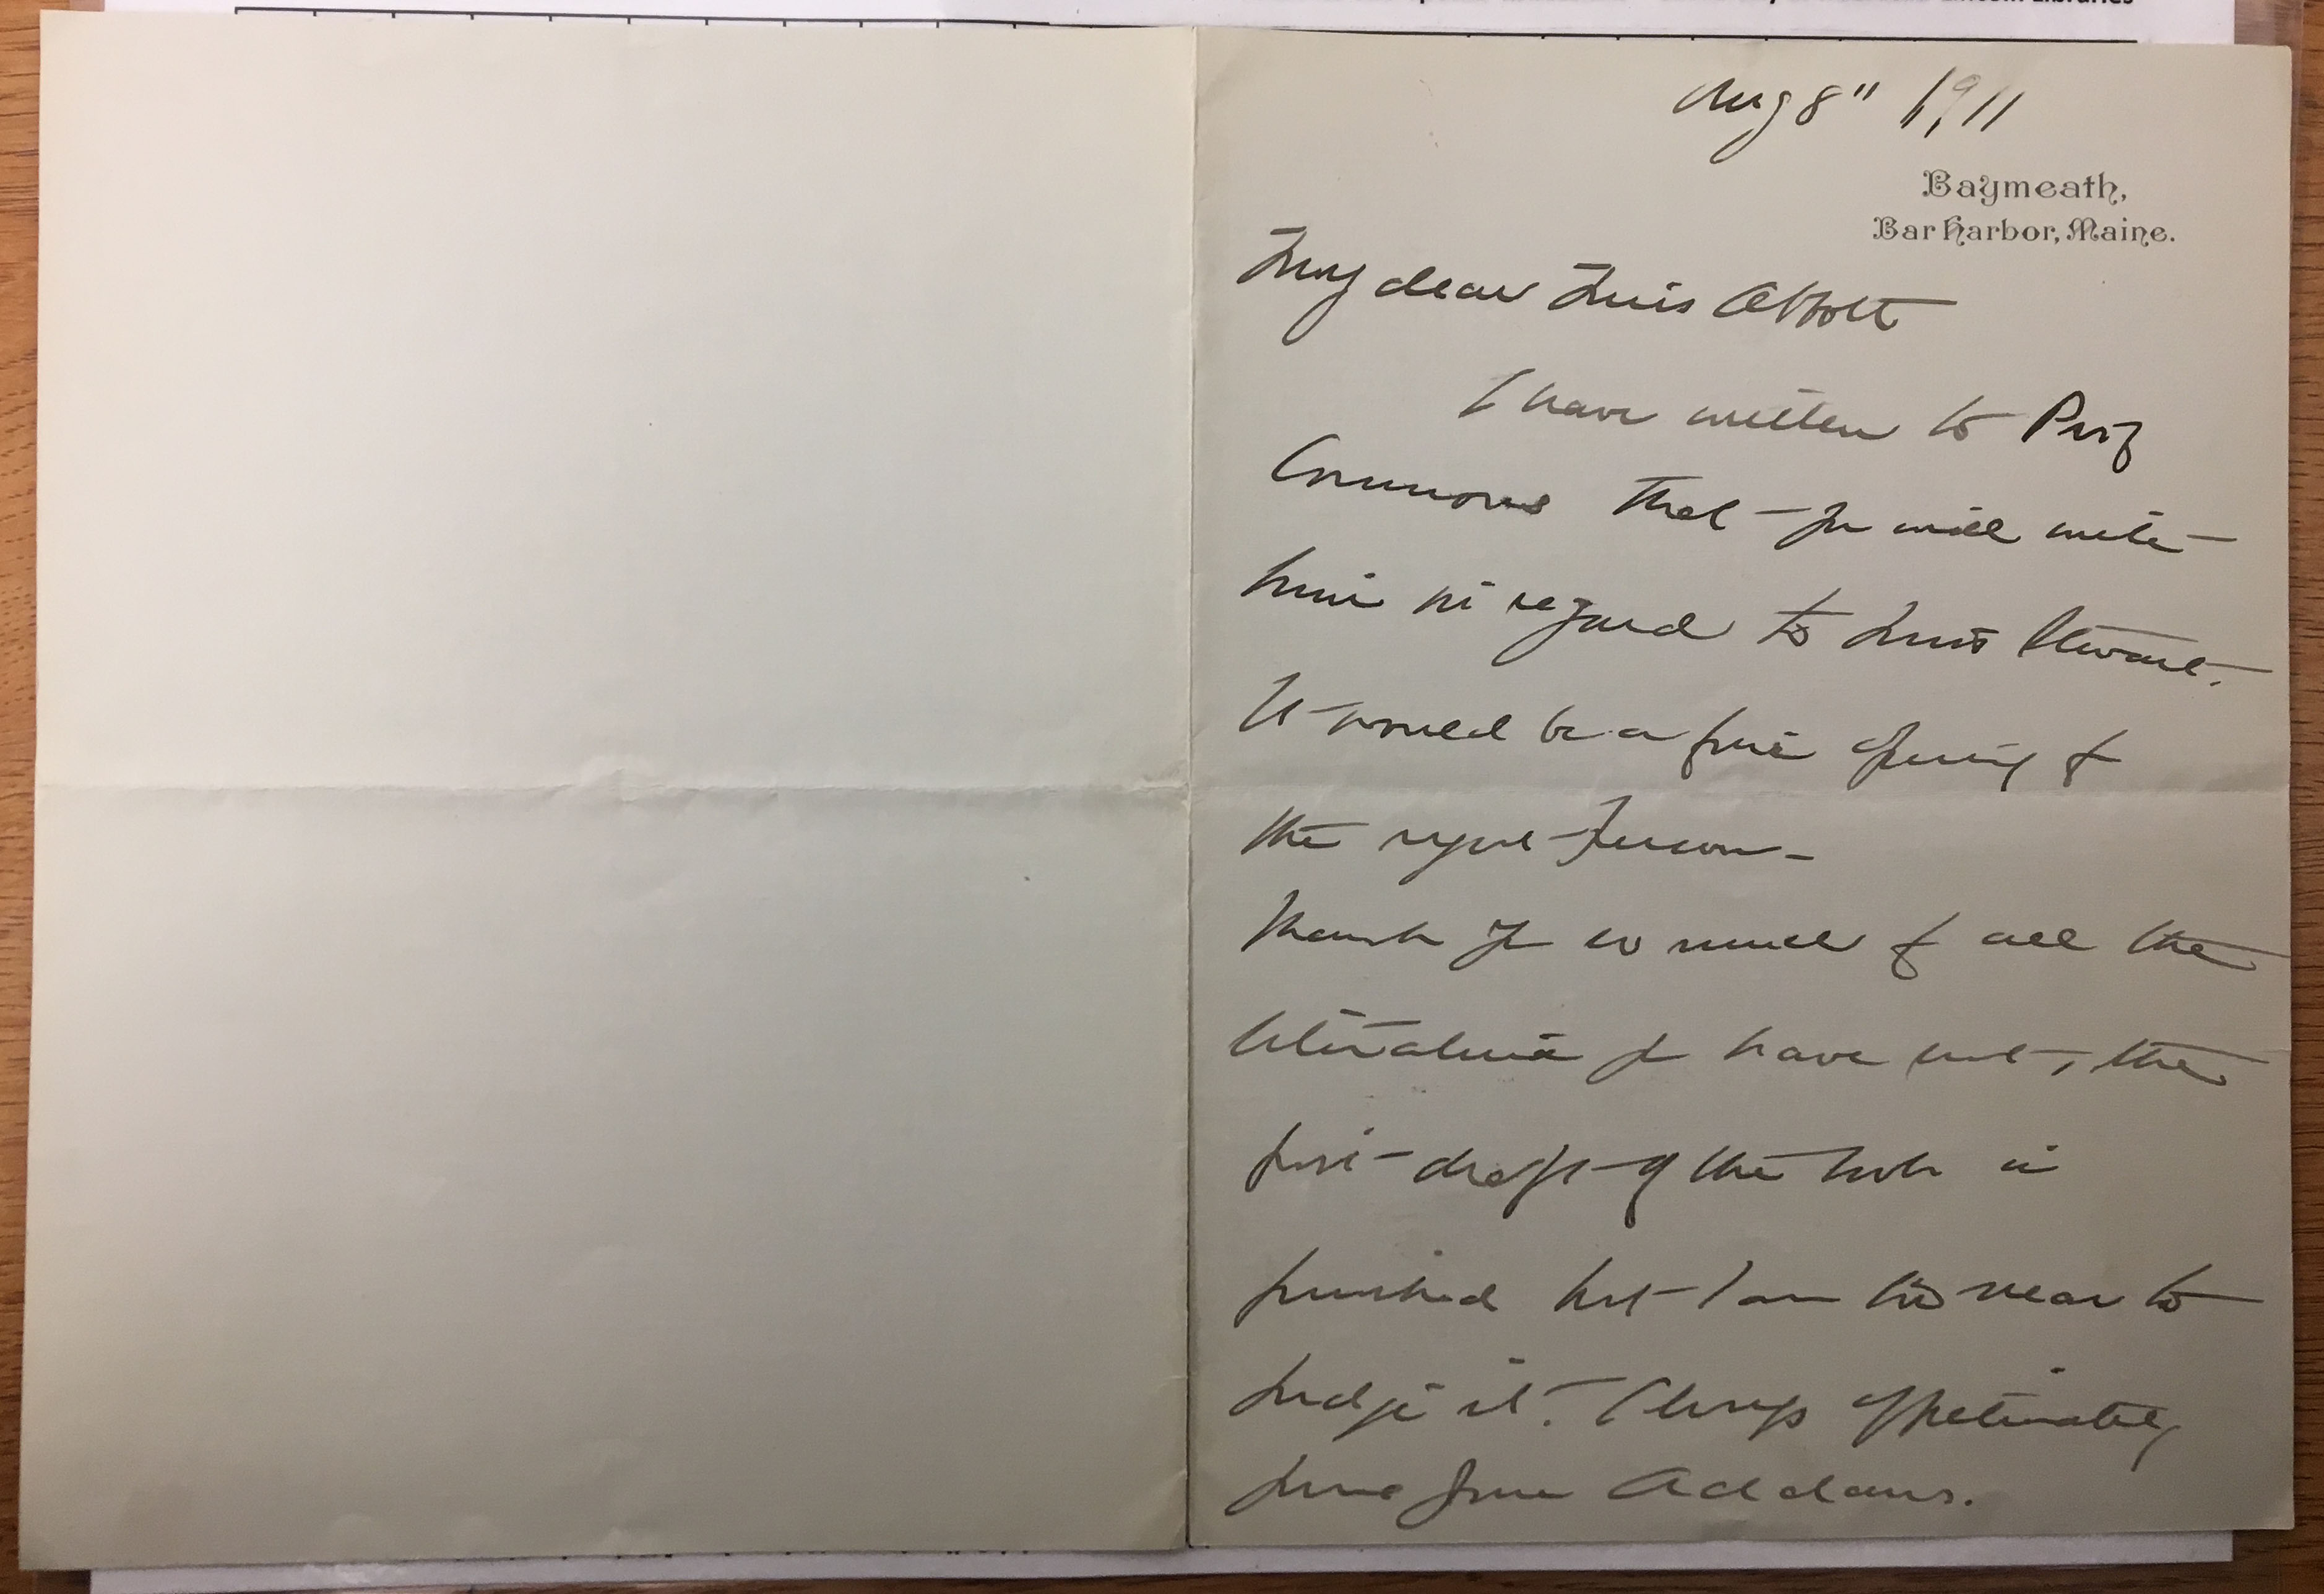 Aug 8" 1911
Baymeath,
Bar Harbor, Maine.
My dear Miss Abbott
I have written to Prof
Commons that you will write
him in regard to Miss Stewart.
It would be a fine opening for
the right person -
Thank you so much for all the
literature you have sent, the
first draft of the book is
finished but I am too near to
judge it. Always affectionately
yours Jane Addams.